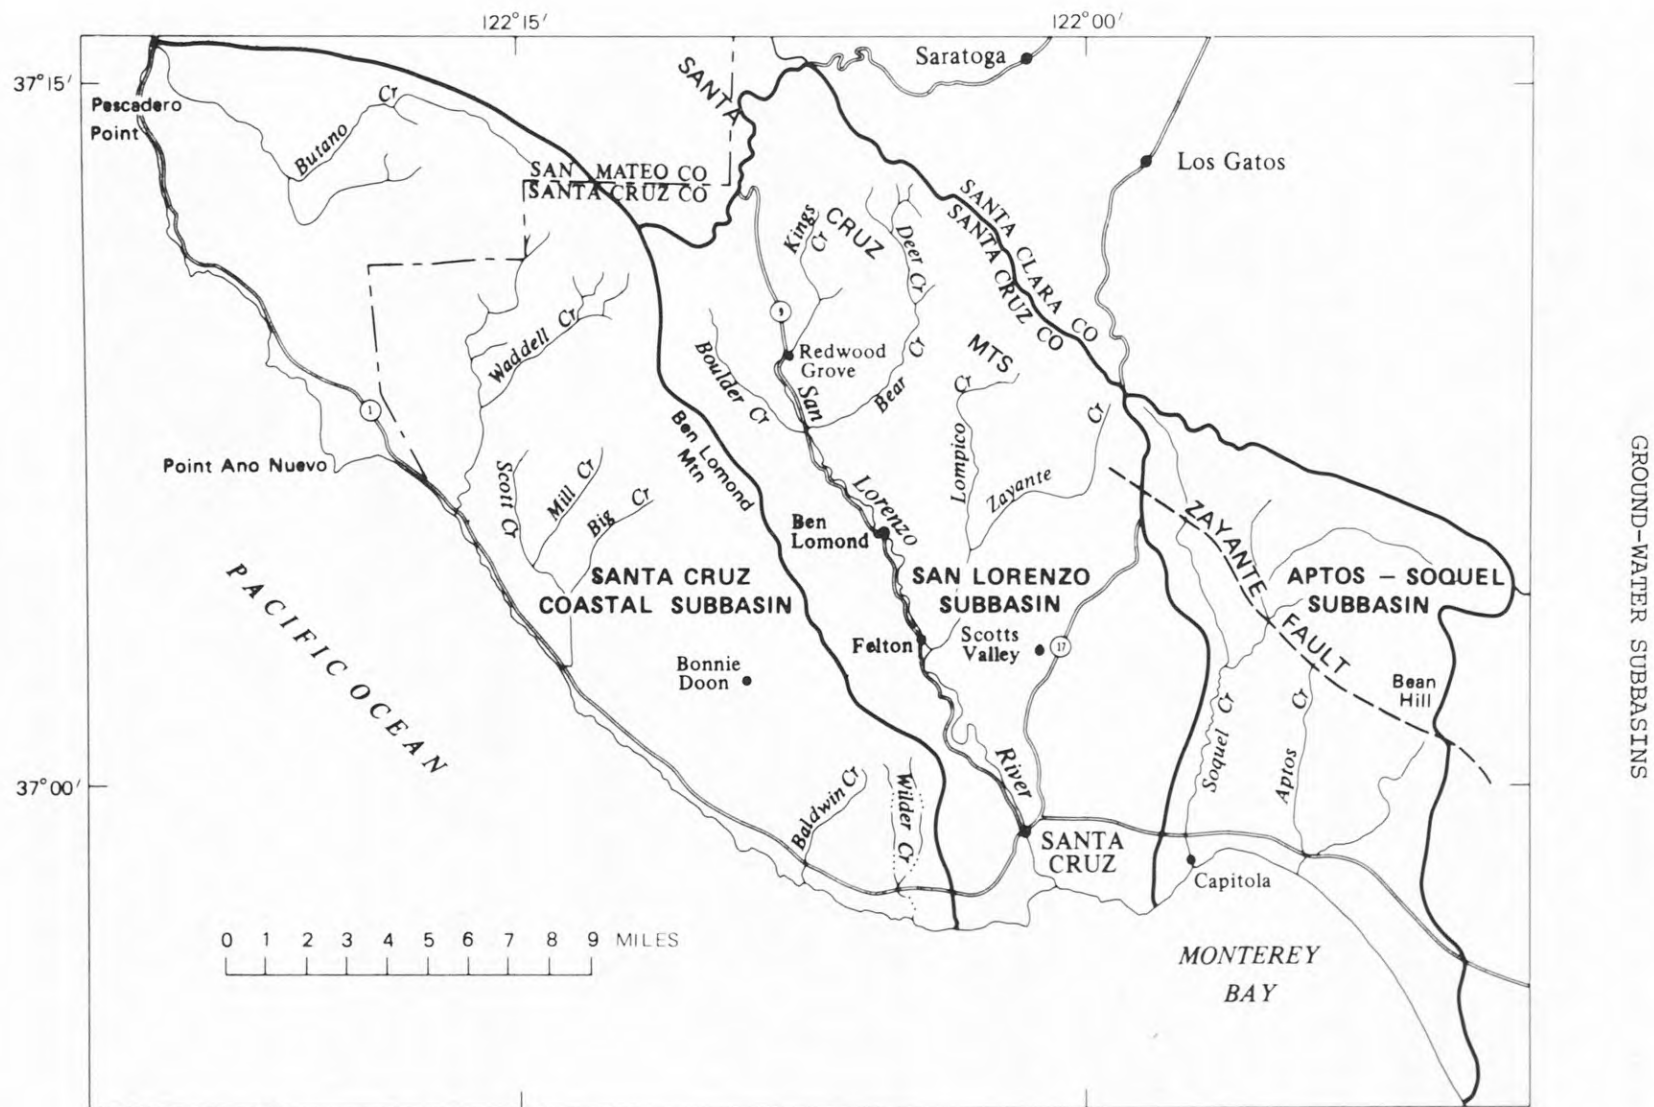 122°15′
122°00′
37°15′
Saratoga
SANTA
Pescadero
Point
Butano
Cr
Los Gatos
SAN MATEO CO
SANTA CRUZ CO
SANTA CLARA CO
SANTA CRUZ CO
Kings
Cr
CRUZ
Deer Cr
9
Waddell Cr
Redwood
Grove
MTS
Boulder Cr
San
Bear
Cr
Cr
Cr
1
Ben Lomond
Mtn
Point Ano Nuevo
Scott Cr
Mill Cr
Big Cr
Lorenzo
Lompico
Zayante
Ben
Lomond
ZAYANTE
FAULT
PACIFIC OCEAN
SANTA CRUZ
COASTAL SUBBASIN
SAN LORENZO
SUBBASIN
APTOS – SOQUEL
SUBBASIN
Felton
Scotts
Valley
17
Bonnie
Doon
Bean
Hill
Soquel Cr
Aptos
Cr
River
37°00′
Baldwin Cr
Wilder Cr
SANTA
CRUZ
Capitola
0 1 2 3 4 5 6 7 8 9 MILES
MONTEREY
BAY
GROUND-WATER SUBBASINS